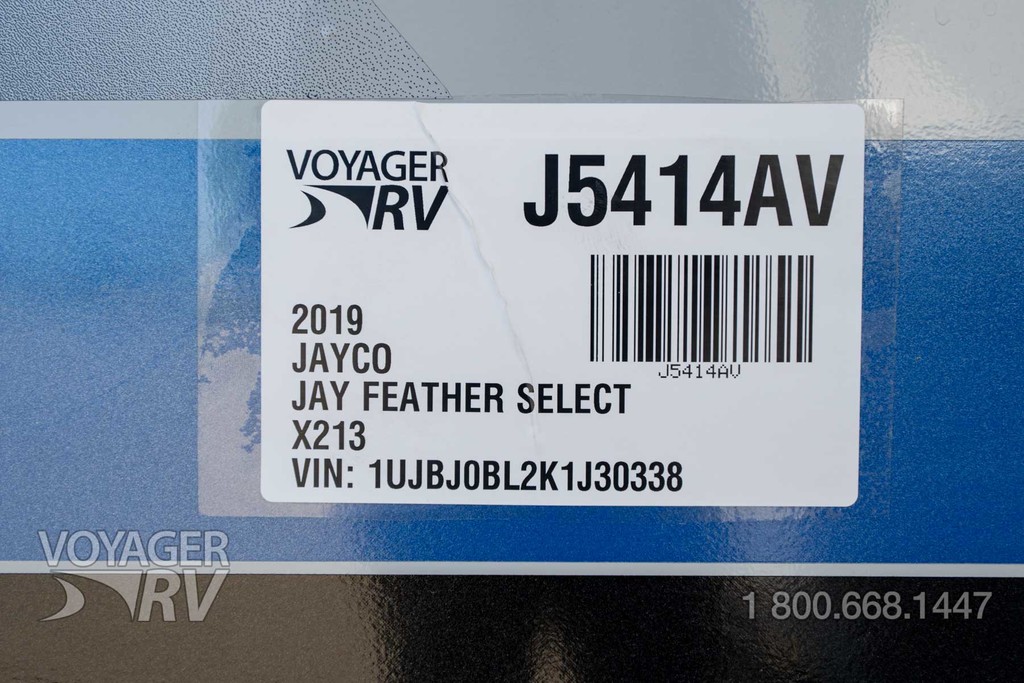 VOYAGER
RV
J5414AV
J5414AV
2019
JAYCO
JAY FEATHER SELECT
X213
VIN: 1UJBJ0BL2K1J30338
VOYAGER
RV
1 800.668.1447